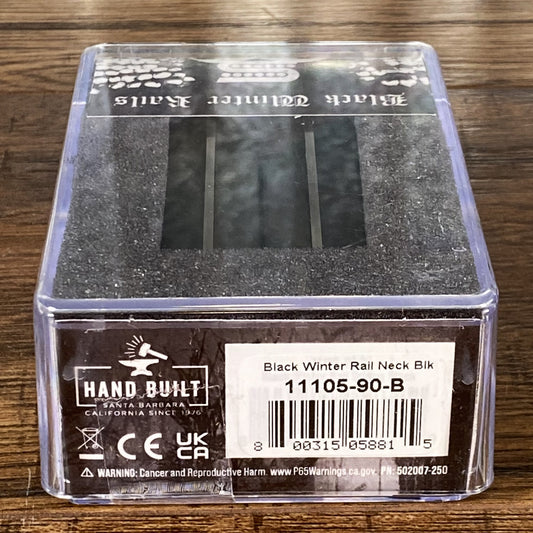 Black Winter Rails
HAND BUILT
SANTA BARBARA
CALIFORNIA SINCE 1976
CE UK
CA
Black Winter Rail Neck Blk
11105-90-B
8 00315 05881 5
WARNING: Cancer and Reproductive Harm. www.P65Warnings.ca.gov. PN: 502007-250